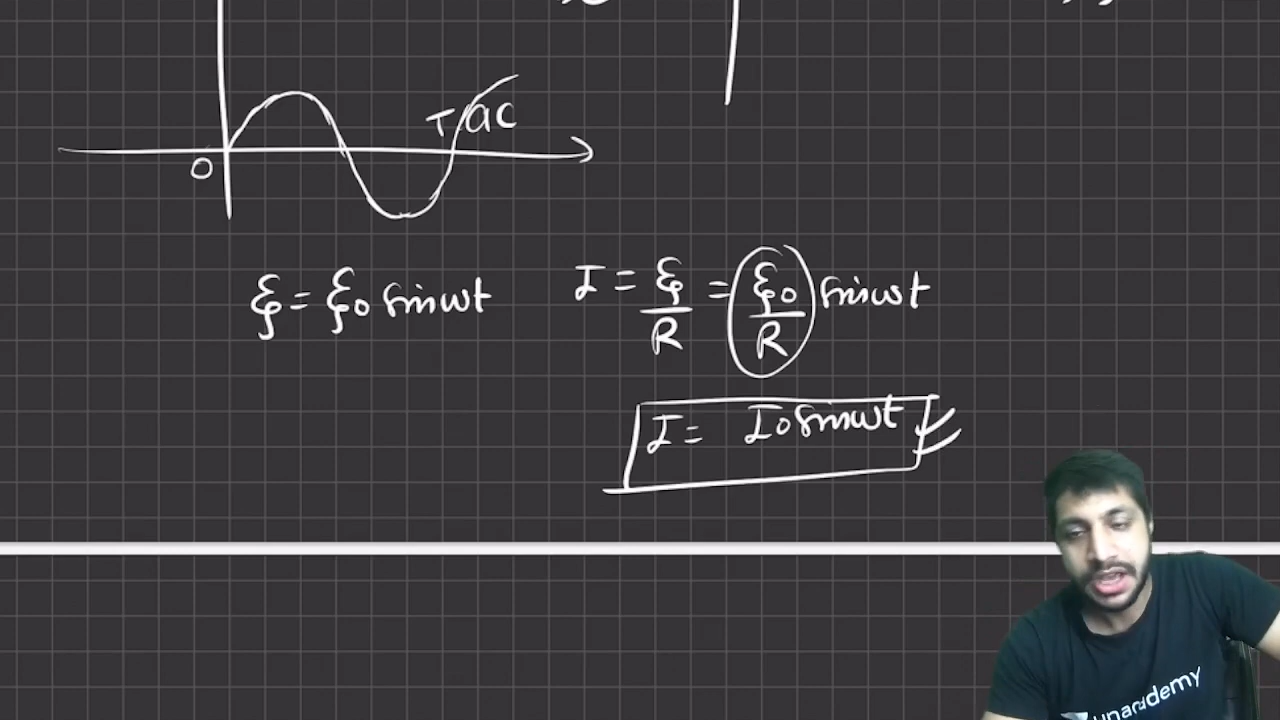 T/ac
0
ξ = ξ0 sinωt
I = ξ/R = ξ0/R sinωt
I = I0 sinωt
unacademy